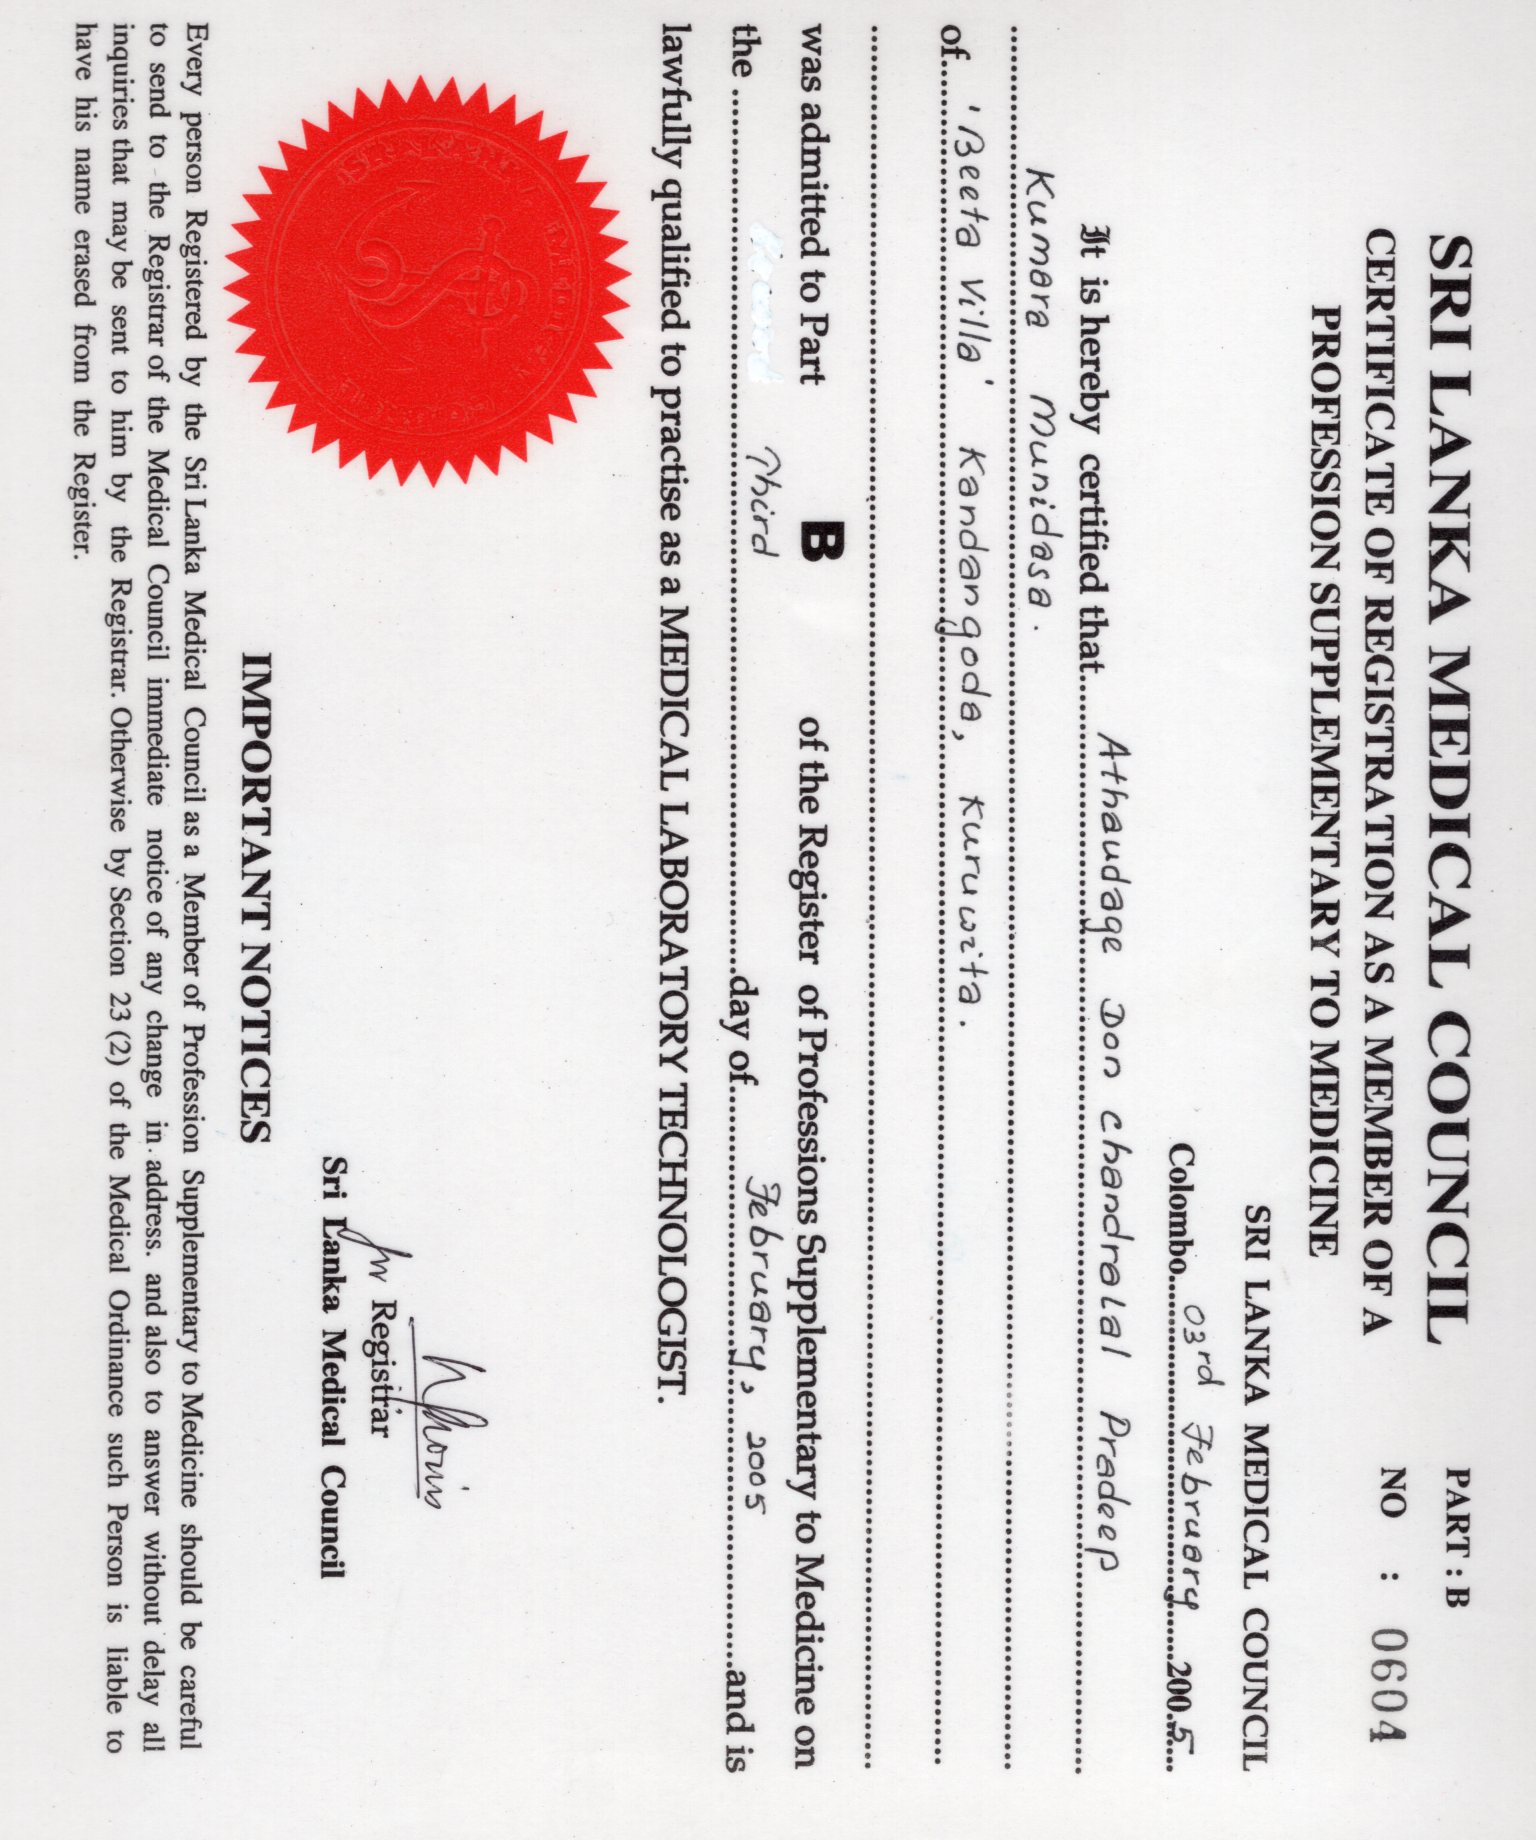 SRI LANKA MEDICAL COUNCIL
CERTIFICATE OF REGISTRATION AS A MEMBER OF A
PROFESSION SUPPLEMENTARY TO MEDICINE
PART : B
NO : 0604
SRI LANKA MEDICAL COUNCIL
Colombo 03rd February 2005
It is hereby certified that Athaudage Don Chandralal Pradeep
Kumara Munidasa.
of 'Beeta Villa' Kandangoda, Kuruwita.
was admitted to Part B of the Register of Professions Supplementary to Medicine on
the Third day of February, 2005 and is
lawfully qualified to practise as a MEDICAL LABORATORY TECHNOLOGIST.
for Registrar
Sri Lanka Medical Council
IMPORTANT NOTICES
Every person Registered by the Sri Lanka Medical Council as a Member of Profession Supplementary to Medicine should be careful
to send to the Registrar of the Medical Council immediate notice of any change in address. and also to answer without delay all
inquiries that may be sent to him by the Registrar. Otherwise by Section 23 (2) of the Medical Ordinance such Person is liable to
have his name erased from the Register.